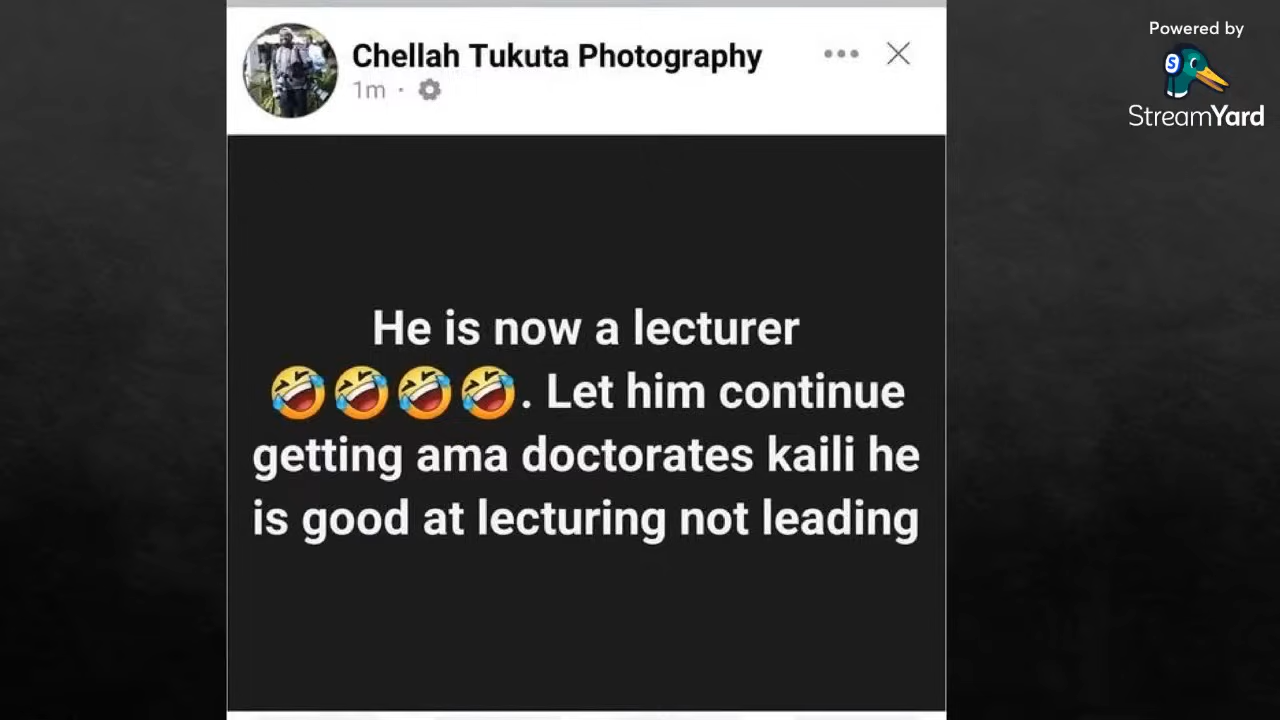 Powered by
StreamYard
Chellah Tukuta Photography
1m ·
He is now a lecturer
🤣🤣🤣🤣. Let him continue
getting ama doctorates kaili he
is good at lecturing not leading